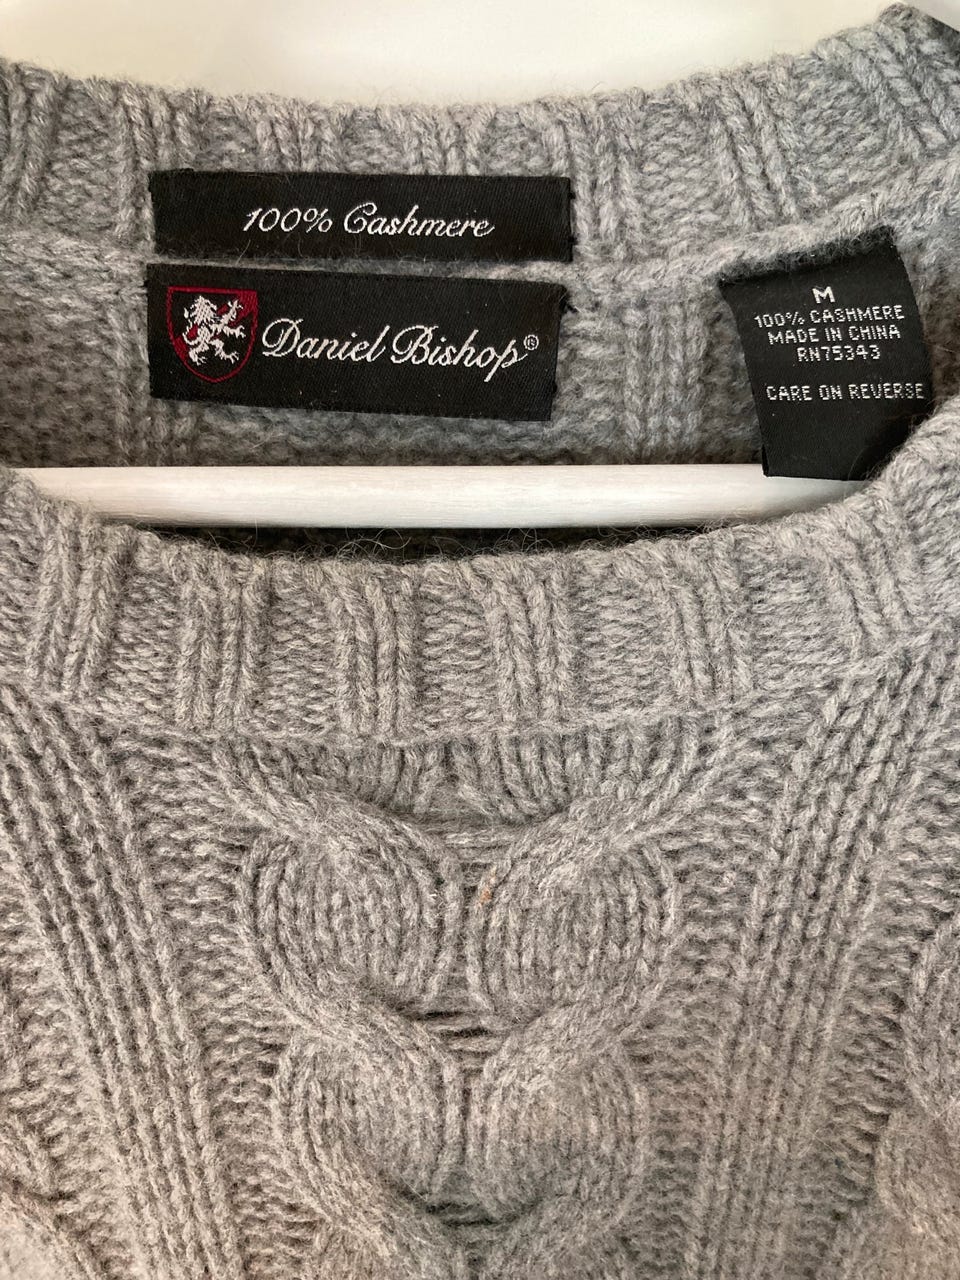 100% Cashmere
Daniel Bishop®
M
100% CASHMERE
MADE IN CHINA
RN75343
CARE ON REVERSE